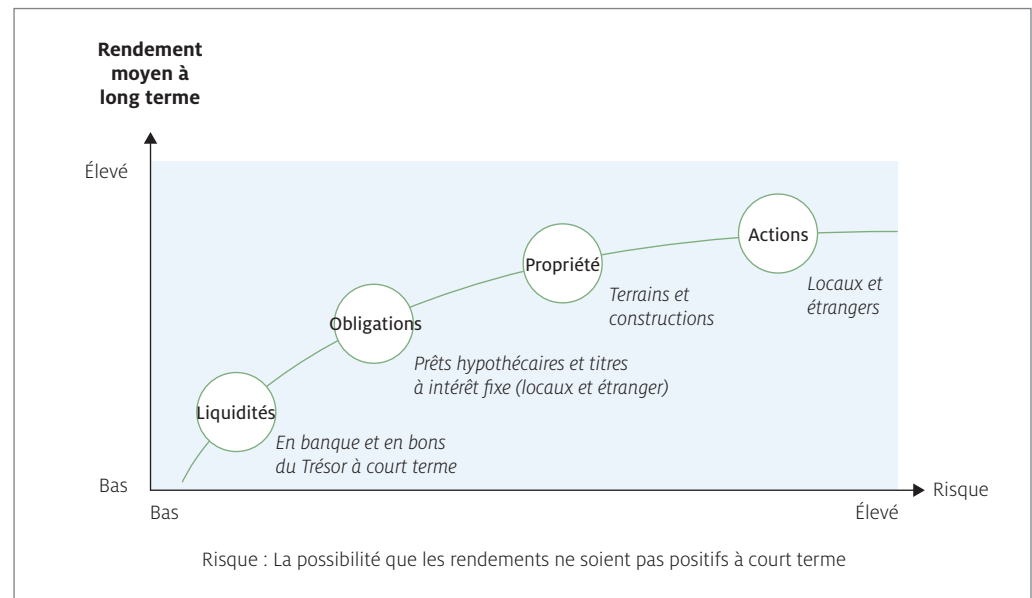 Rendement
moyen à
long terme
Élevé
Actions
Propriété
Locaux et
étrangers
Terrains et
constructions
Obligations
Prêts hypothécaires et titres
à intérêt fixe (locaux et étranger)
Liquidités
En banque et en bons
du Trésor à court terme
Bas
Risque
Bas
Élevé
Risque : La possibilité que les rendements ne soient pas positifs à court terme